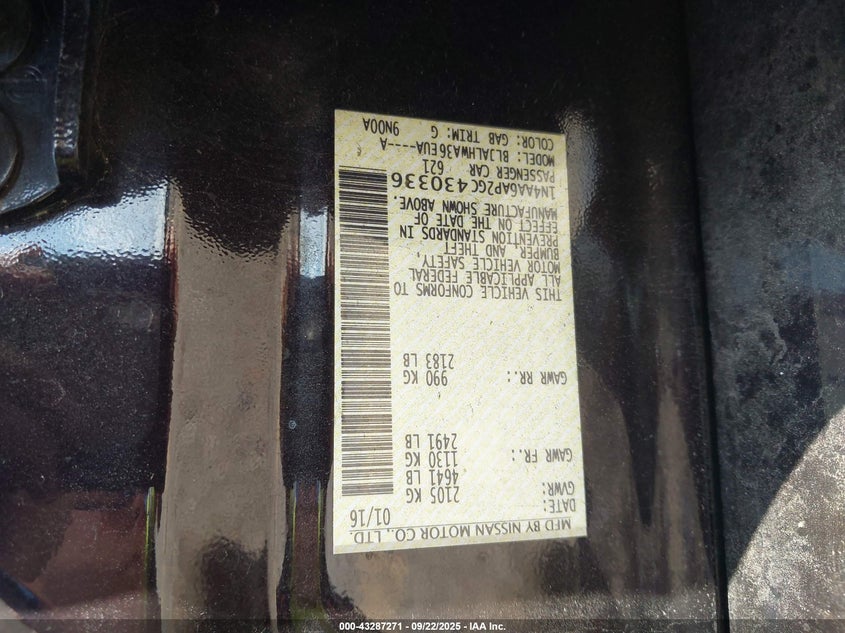 MFD BY NISSAN MOTOR CO., LTD.
DATE: 01/16
GVWR: 2105 KG
4641 LB
GAWR FR.: 1130 KG
2491 LB
GAWR RR.: 990 KG
2183 LB
THIS VEHICLE CONFORMS TO
ALL APPLICABLE FEDERAL
MOTOR VEHICLE SAFETY,
BUMPER, AND THEFT
PREVENTION STANDARDS IN
EFFECT ON THE DATE OF
MANUFACTURE SHOWN ABOVE.
1N4AA6AP2GC430336
PASSENGER CAR 621
MODEL: BLJALHWA36EUA----A
COLOR: GAB TRIM: G 9N00A
000-43287271 - 09/22/2025 - IAA Inc.